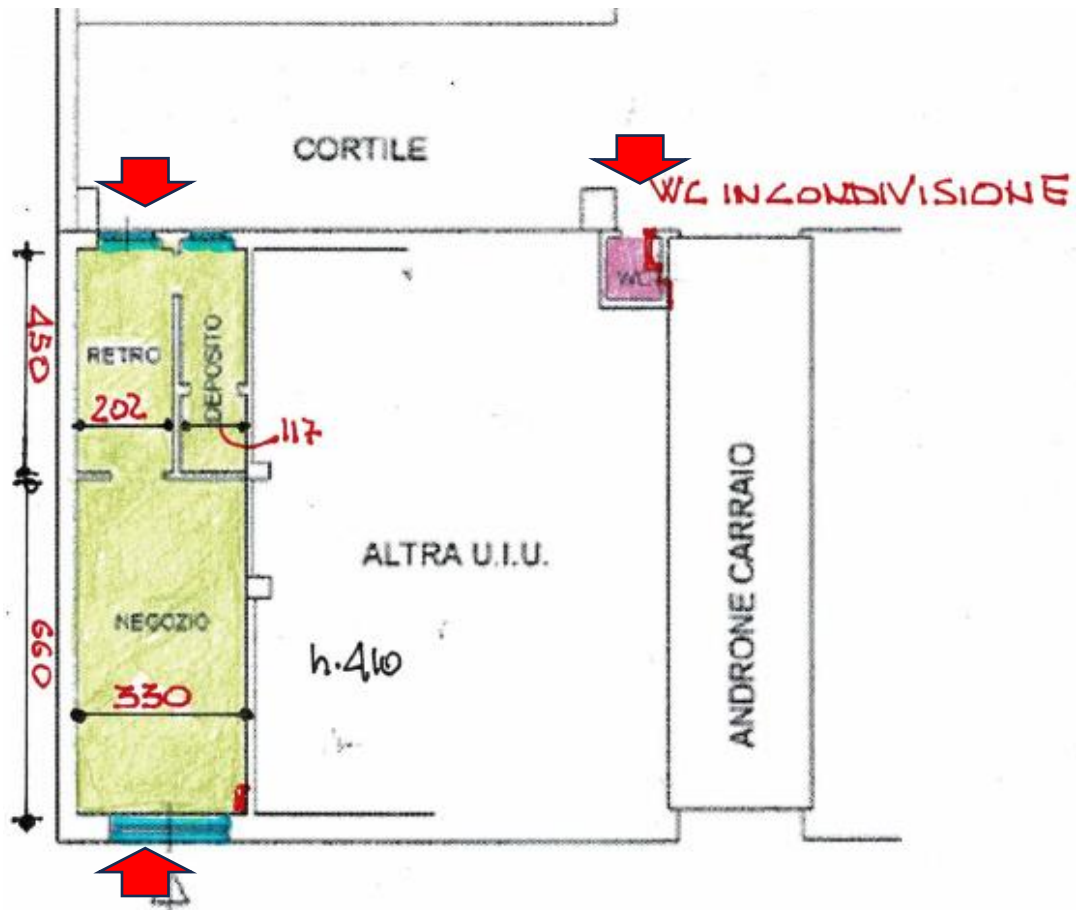 CORTILE
WC IN CONDIVISIONE
WC
450
RETRO
DEPOSITO
202
117
ALTRA U.I.U.
ANDRONE CARRAIO
NEGOZIO
660
h.410
330